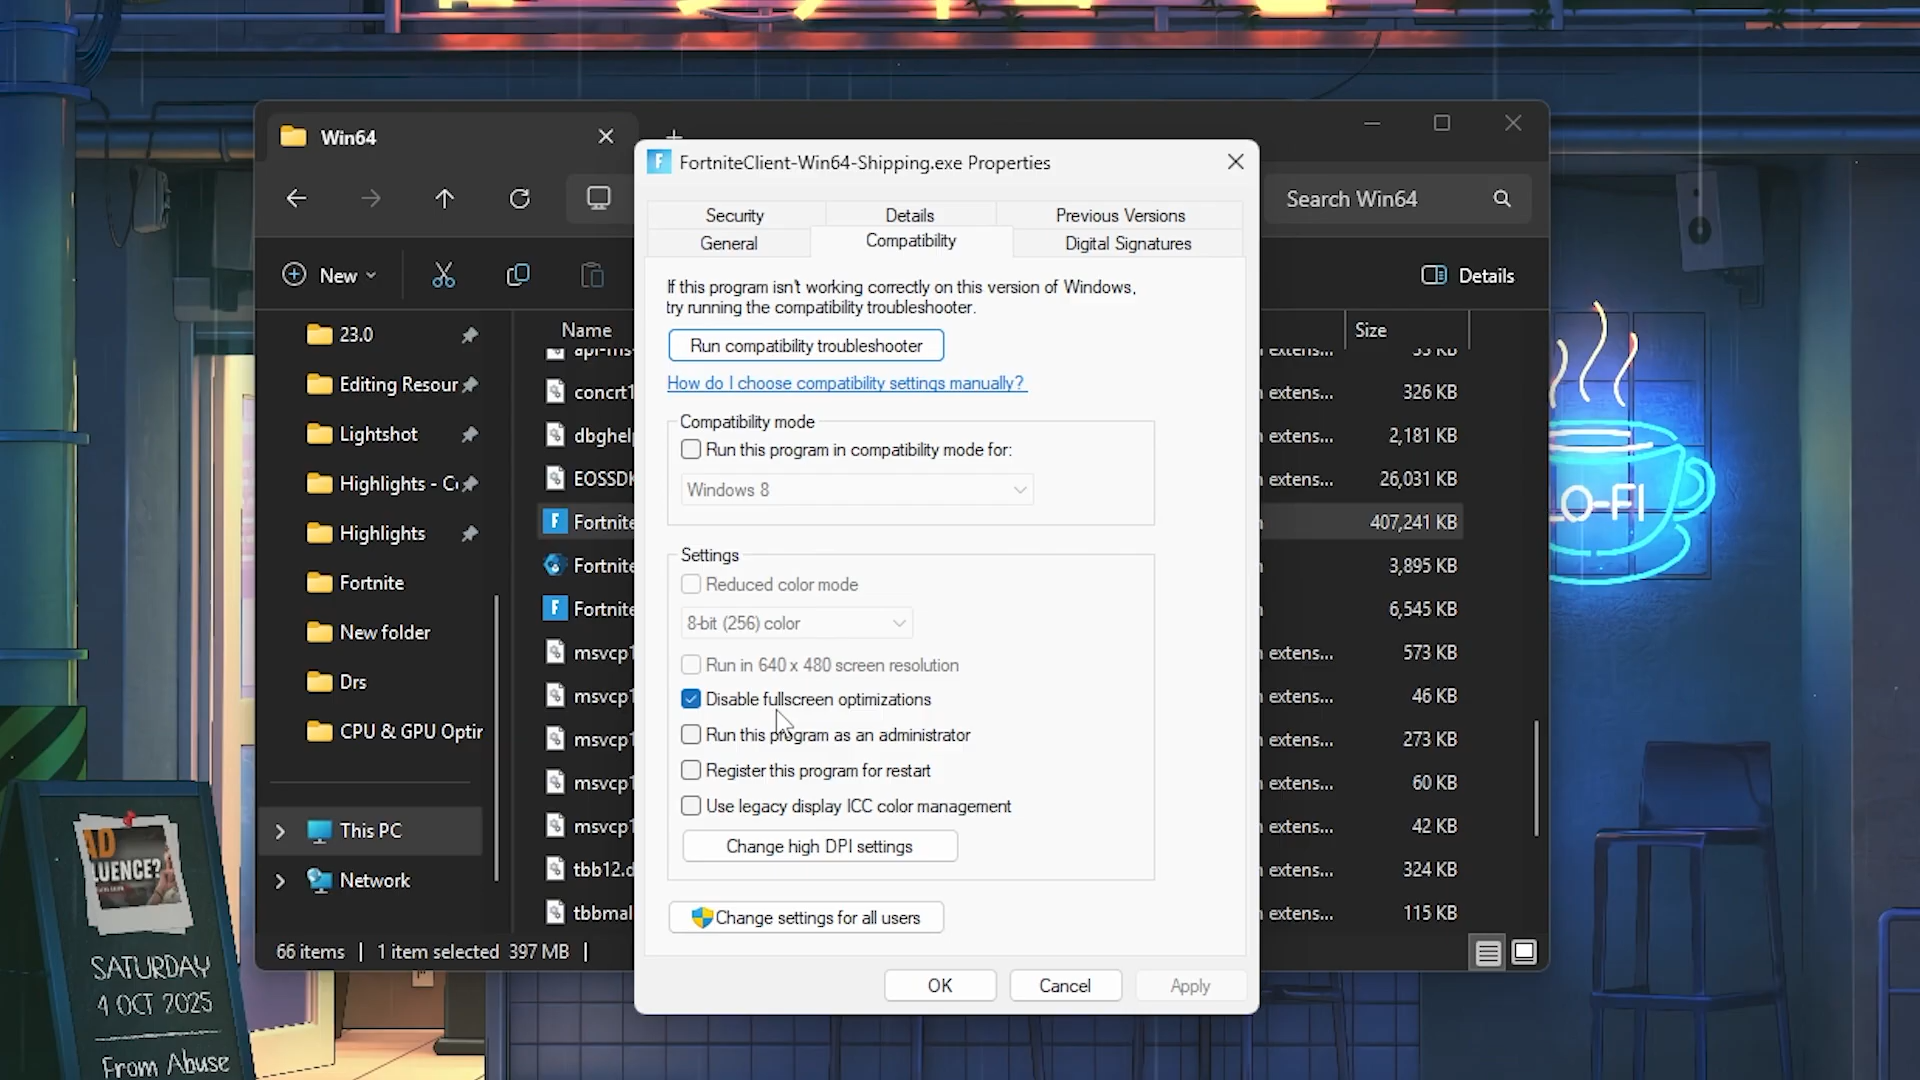 Win64
FortniteClient-Win64-Shipping.exe Properties
Search Win64
Security
Details
Previous Versions
General
Compatibility
Digital Signatures
New
Details
If this program isn't working correctly on this version of Windows,
try running the compatibility troubleshooter.
Run compatibility troubleshooter
How do I choose compatibility settings manually?
Compatibility mode
Run this program in compatibility mode for:
Windows 8
Settings
Reduced color mode
8-bit (256) color
Run in 640 x 480 screen resolution
Disable fullscreen optimizations
Run this program as an administrator
Register this program for restart
Use legacy display ICC color management
Change high DPI settings
Change settings for all users
OK
Cancel
Apply
23.0
Editing Resour
Lightshot
Highlights - C
Highlights
Fortnite
New folder
Drs
CPU & GPU Optir
This PC
Network
Name
Size
concrt1
extens...
326 KB
dbghel
extens...
2,181 KB
EOSSDK
extens...
26,031 KB
Fortnite
407,241 KB
Fortnite
3,895 KB
Fortnite
6,545 KB
msvcp1
extens...
573 KB
msvcp1
extens...
46 KB
msvcp1
extens...
273 KB
msvcp1
extens...
60 KB
msvcp1
extens...
42 KB
tbb12.d
extens...
324 KB
tbbmal
extens...
115 KB
66 items
1 item selected 397 MB
LO-FI
LUENCE?
SATURDAY
4 OCT 2025
From Abuse